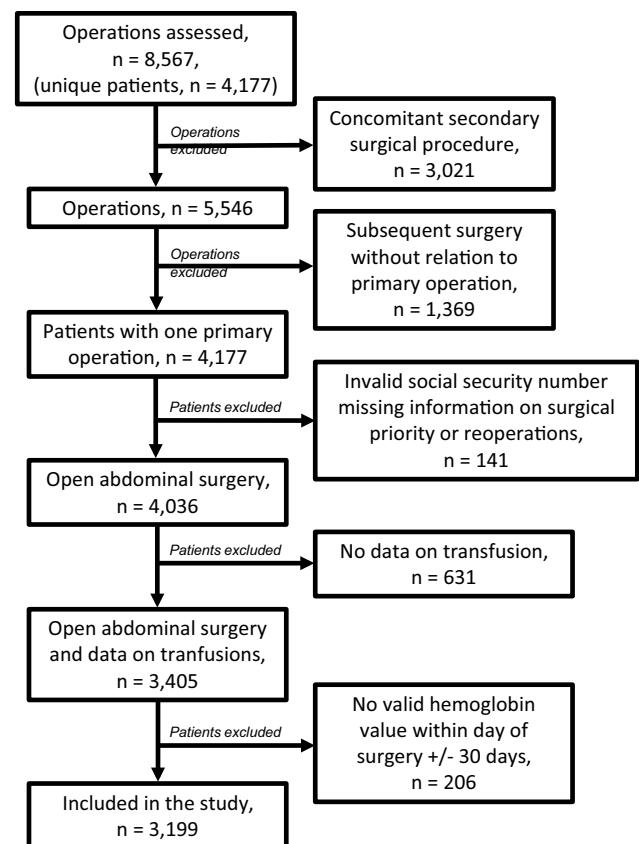 Operations assessed,
n = 8,567,
(unique patients, n = 4,177)
Operations
excluded
Concomitant secondary
surgical procedure,
n = 3,021
Operations, n = 5,546
Operations
excluded
Subsequent surgery
without relation to
primary operation,
n = 1,369
Patients with one primary
operation, n = 4,177
Patients excluded
Invalid social security number
missing information on surgical
priority or reoperations,
n = 141
Open abdominal surgery,
n = 4,036
Patients excluded
No data on transfusion,
n = 631
Open abdominal surgery
and data on tranfusions,
n = 3,405
Patients excluded
No valid hemoglobin
value within day of
surgery +/- 30 days,
n = 206
Included in the study,
n = 3,199